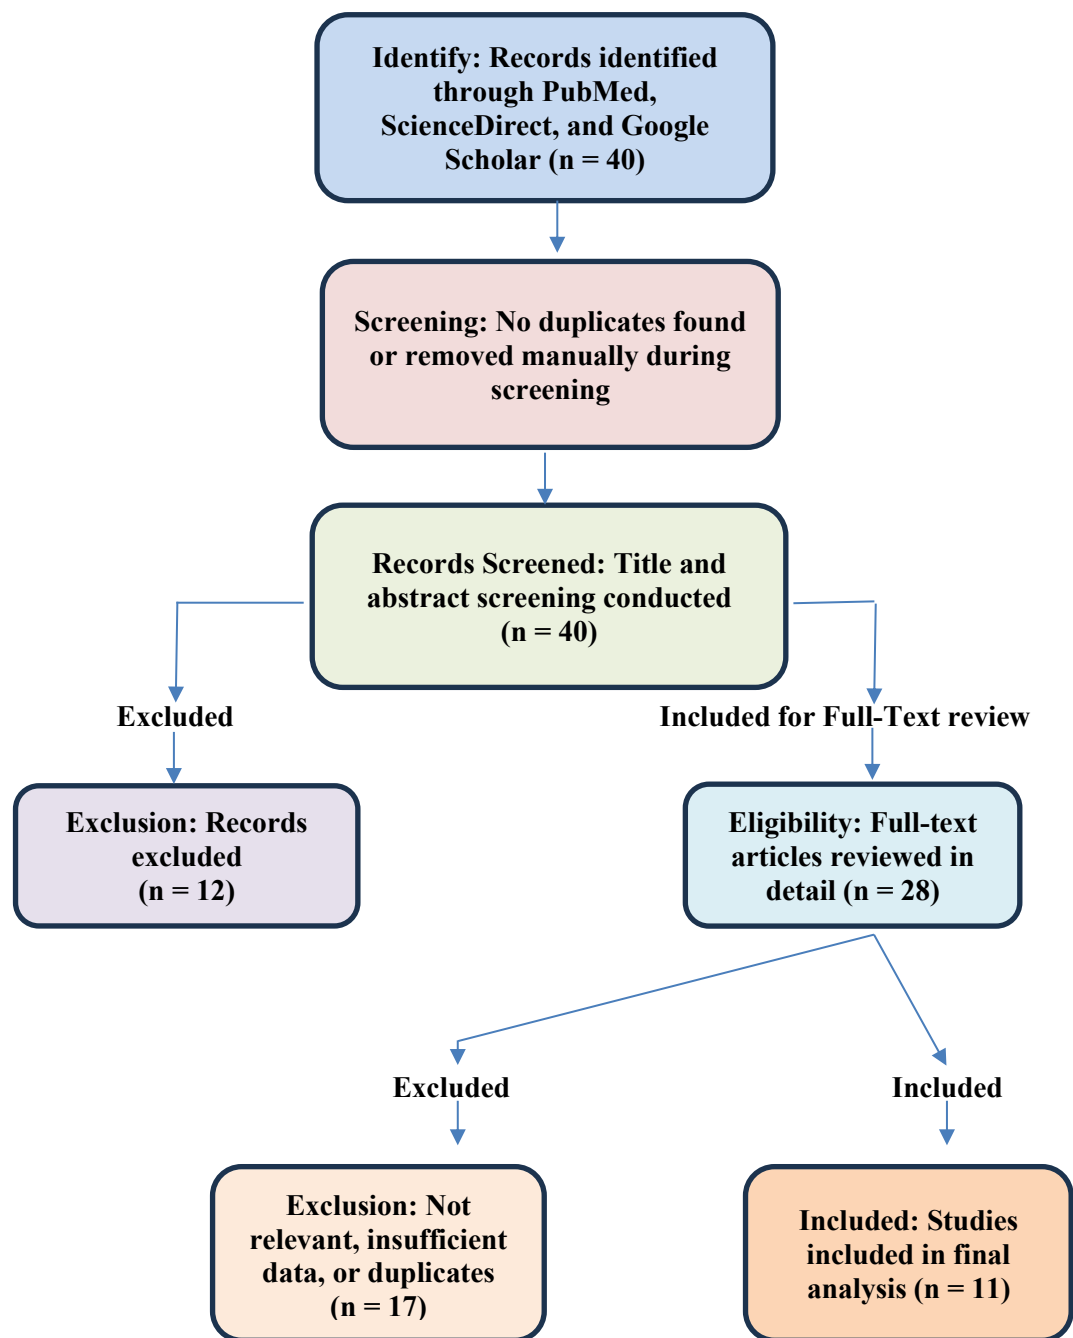 Identify: Records identified
through PubMed,
ScienceDirect, and Google
Scholar (n = 40)
Screening: No duplicates found
or removed manually during
screening
Records Screened: Title and
abstract screening conducted
(n = 40)
Excluded
Included for Full-Text review
Exclusion: Records
excluded
(n = 12)
Eligibility: Full-text
articles reviewed in
detail (n = 28)
Excluded
Included
Exclusion: Not
relevant, insufficient
data, or duplicates
(n = 17)
Included: Studies
included in final
analysis (n = 11)